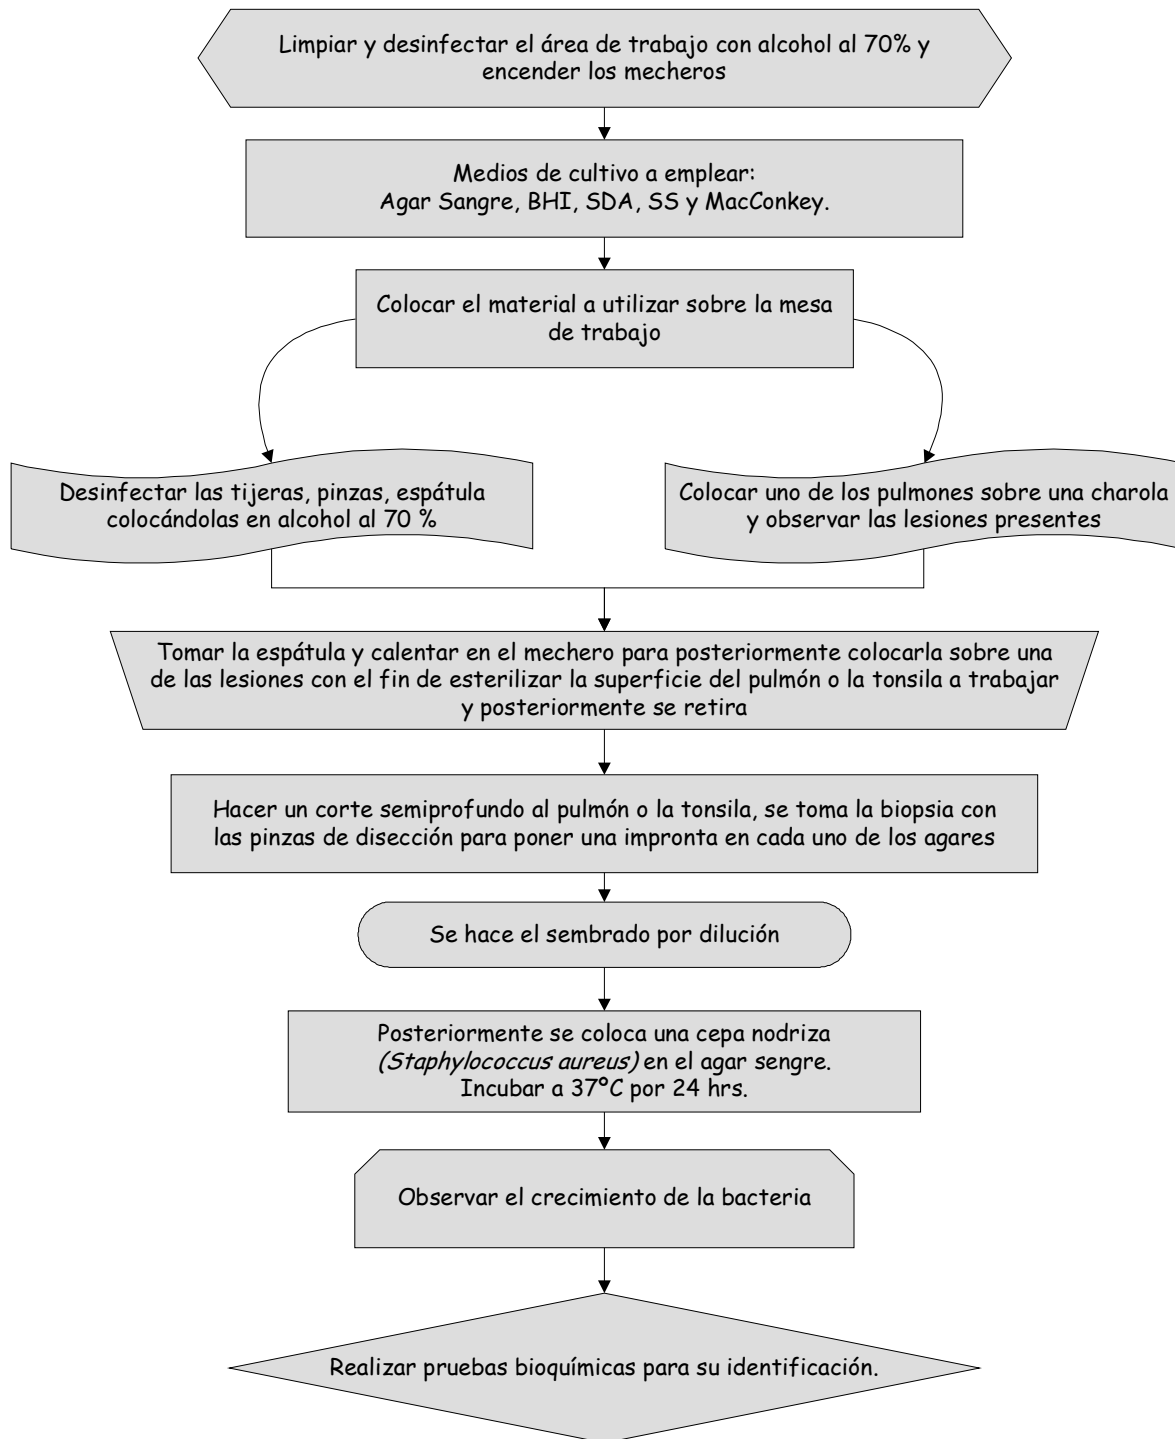 Limpiar y desinfectar el área de trabajo con alcohol al 70% y
encender los mecheros
Medios de cultivo a emplear:
Agar Sangre, BHI, SDA, SS y MacConkey.
Colocar el material a utilizar sobre la mesa
de trabajo
Desinfectar las tijeras, pinzas, espátula
colocándolas en alcohol al 70 %
Colocar uno de los pulmones sobre una charola
y observar las lesiones presentes
Tomar la espátula y calentar en el mechero para posteriormente colocarla sobre una
de las lesiones con el fin de esterilizar la superficie del pulmón o la tonsila a trabajar
y posteriormente se retira
Hacer un corte semiprofundo al pulmón o la tonsila, se toma la biopsia con
las pinzas de disección para poner una impronta en cada uno de los agares
Se hace el sembrado por dilución
Posteriormente se coloca una cepa nodriza
(Staphylococcus aureus) en el agar sengre.
Incubar a 37ºC por 24 hrs.
Observar el crecimiento de la bacteria
Realizar pruebas bioquímicas para su identificación.